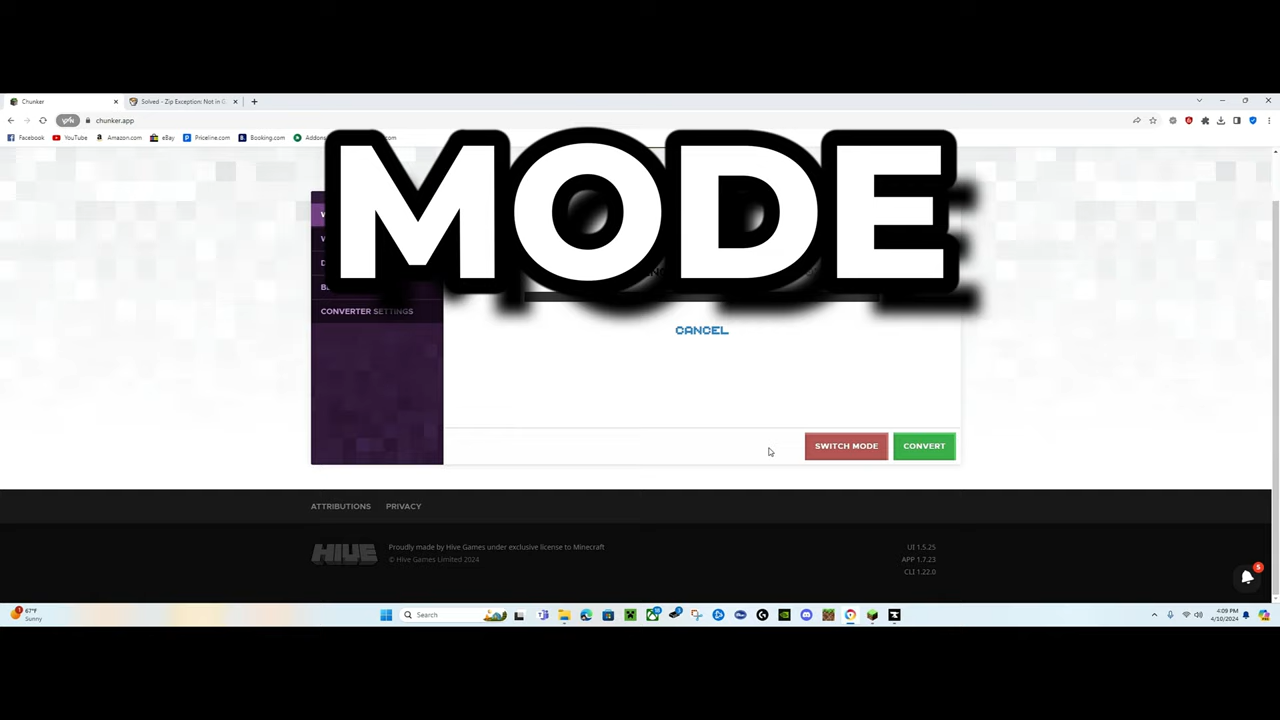 Chunker
Solved - Zip Exception: Not in G
chunker.app
Facebook
YouTube
Amazon.com
eBay
Priceline.com
Booking.com
MODE
CONVERTER SETTINGS
CANCEL
SWITCH MODE
CONVERT
ATTRIBUTIONS
PRIVACY
HIVE
Proudly made by Hive Games under exclusive license to Minecraft
© Hive Games Limited 2024
UI 1.5.25
APP 1.7.23
CLI 1.22.0
5
67°F
Sunny
Search
4:09 PM
4/10/2024